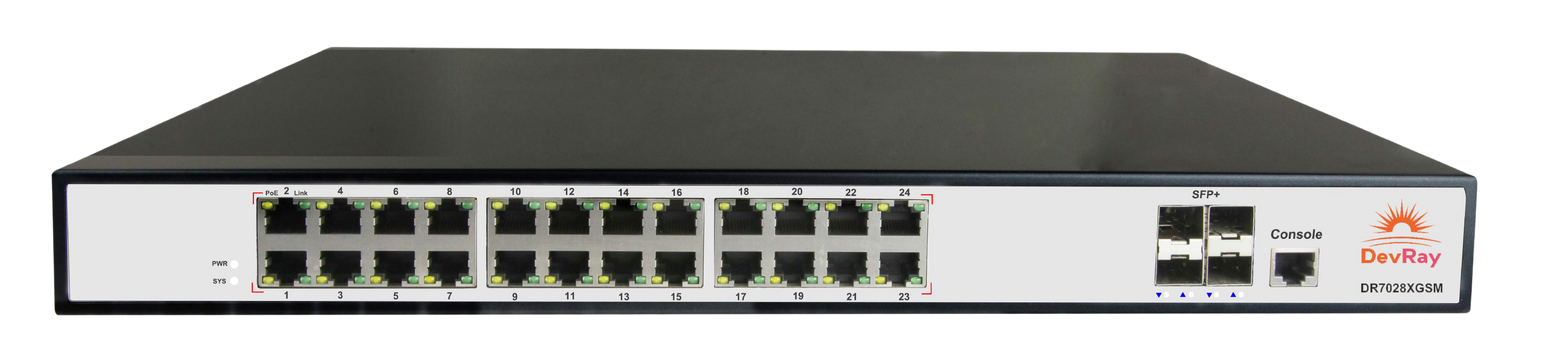 PoE 2 Link 4 6 8 10 12 14 16 18 20 22 24
SFP+
Console
PWR
SYS
DevRay
DR7028XGSM
1 3 5 7 9 11 13 15 17 19 21 23